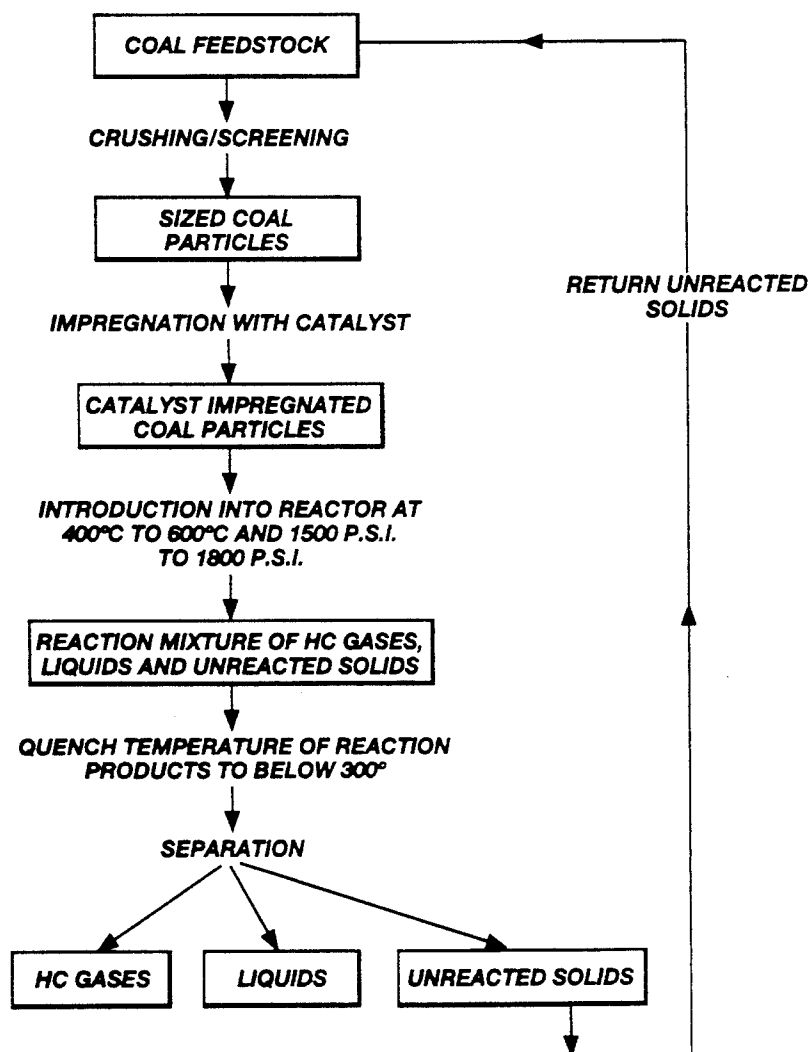 COAL FEEDSTOCK
CRUSHING/SCREENING
SIZED COAL
PARTICLES
RETURN UNREACTED
SOLIDS
IMPREGNATION WITH CATALYST
CATALYST IMPREGNATED
COAL PARTICLES
INTRODUCTION INTO REACTOR AT
400°C TO 600°C AND 1500 P.S.I.
TO 1800 P.S.I.
REACTION MIXTURE OF HC GASES,
LIQUIDS AND UNREACTED SOLIDS
QUENCH TEMPERATURE OF REACTION
PRODUCTS TO BELOW 300°
SEPARATION
HC GASES
LIQUIDS
UNREACTED SOLIDS